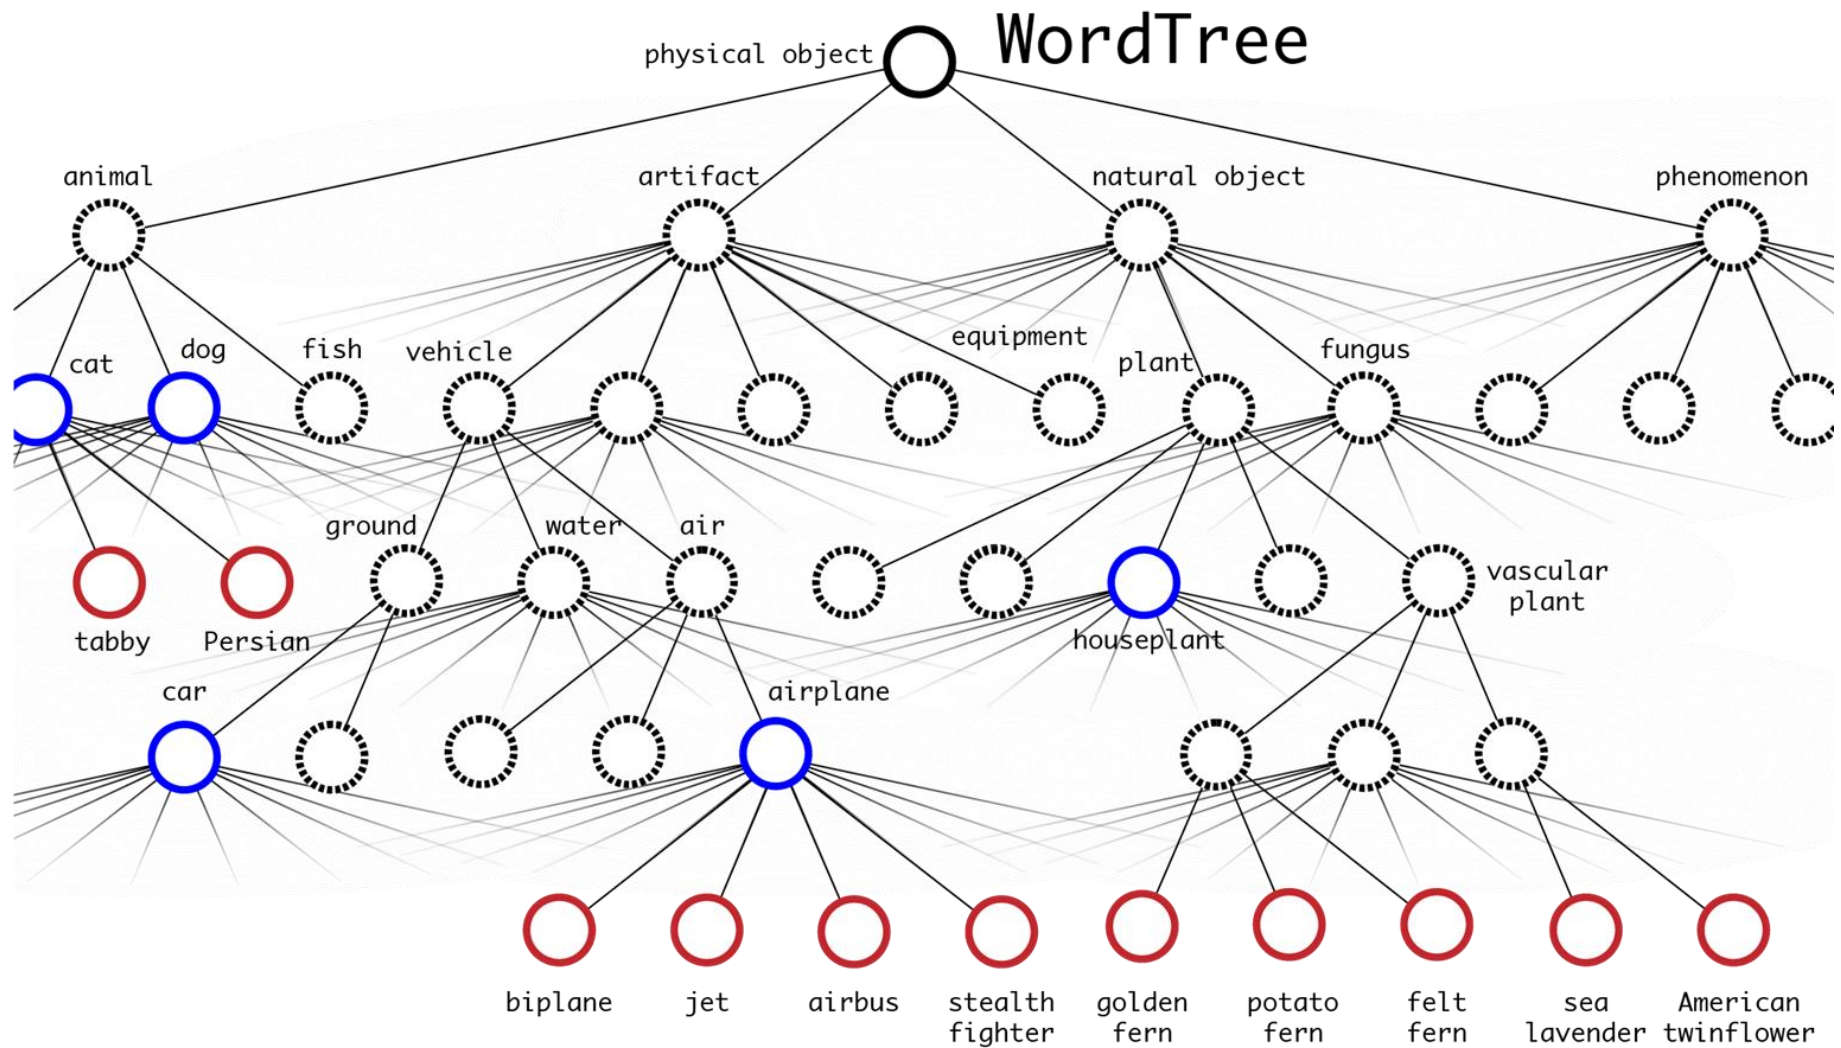 WordTree
physical object
animal
artifact
natural object
phenomenon
cat
dog
fish
vehicle
equipment
plant
fungus
ground
water
air
vascular
plant
tabby
Persian
houseplant
car
airplane
biplane
jet
airbus
stealth
fighter
golden
fern
potato
fern
felt
fern
sea
lavender
American
twinflower